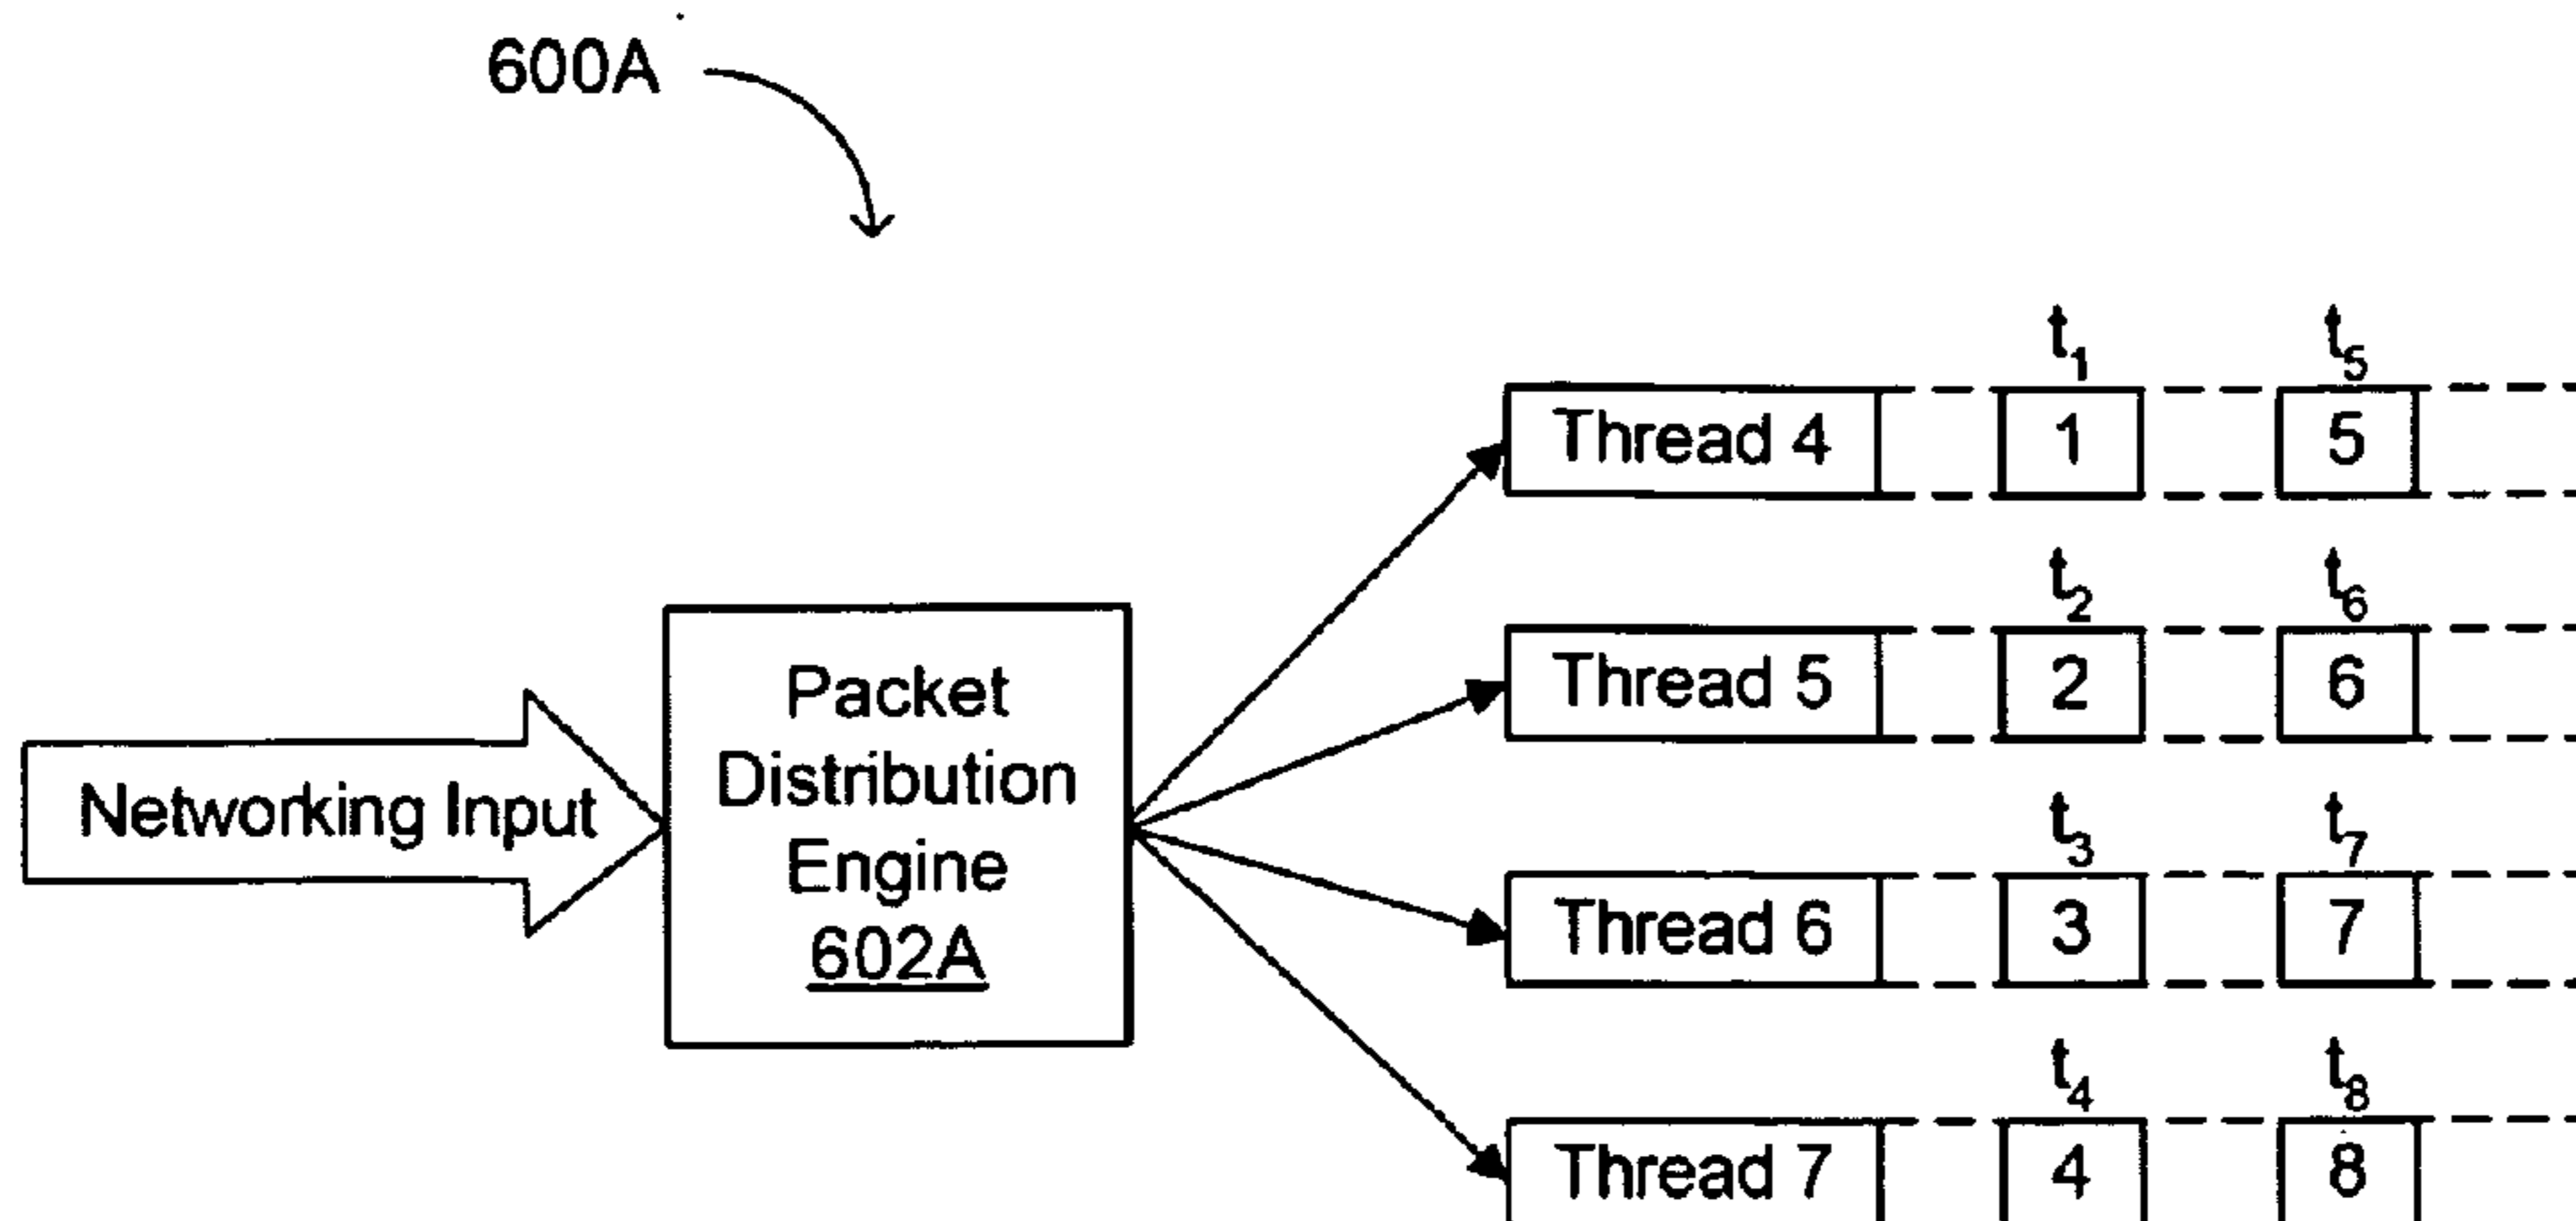 600A
t1 t5
Thread 4 1 5
t2 t6
Thread 5 2 6
Packet
Distribution
Engine
602A
Networking Input
t3 t7
Thread 6 3 7
t4 t8
Thread 7 4 8